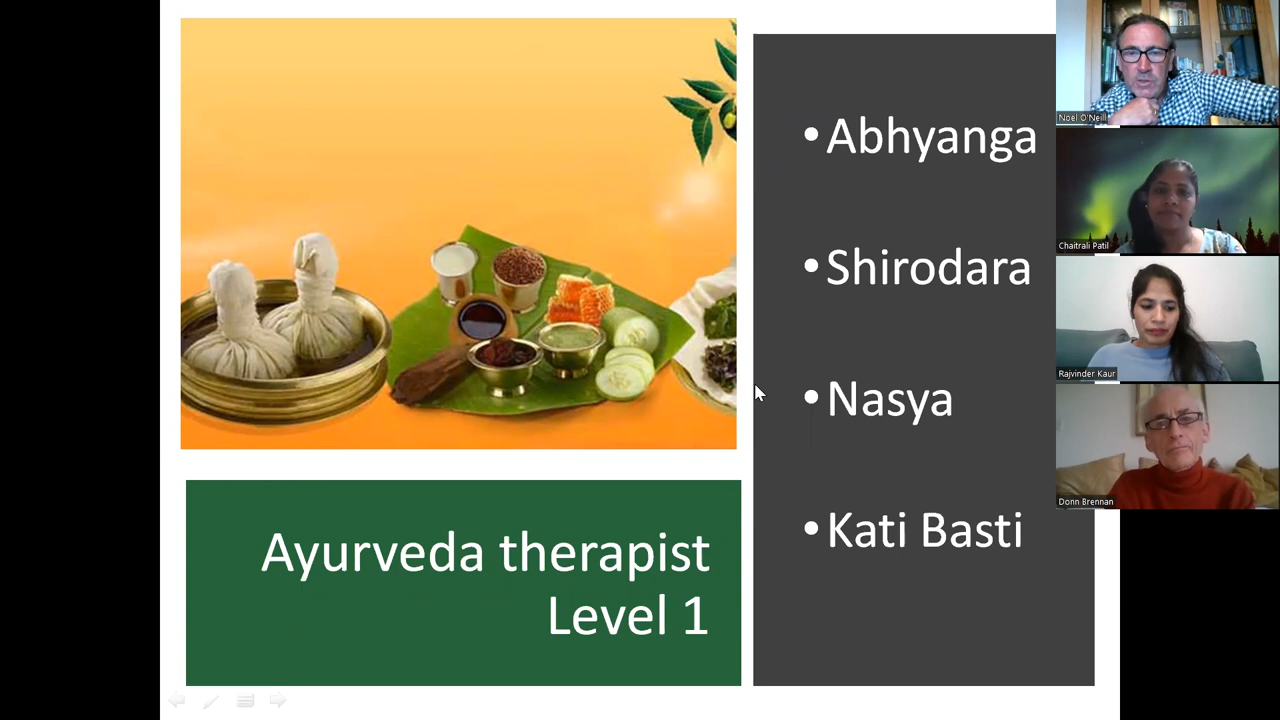 • Abhyanga
• Shirodara
• Nasya
• Kati Basti
Ayurveda therapist
Level 1
Noel O'Neill
Chaitrali Patil
Rajvinder Kaur
Donn Brennan